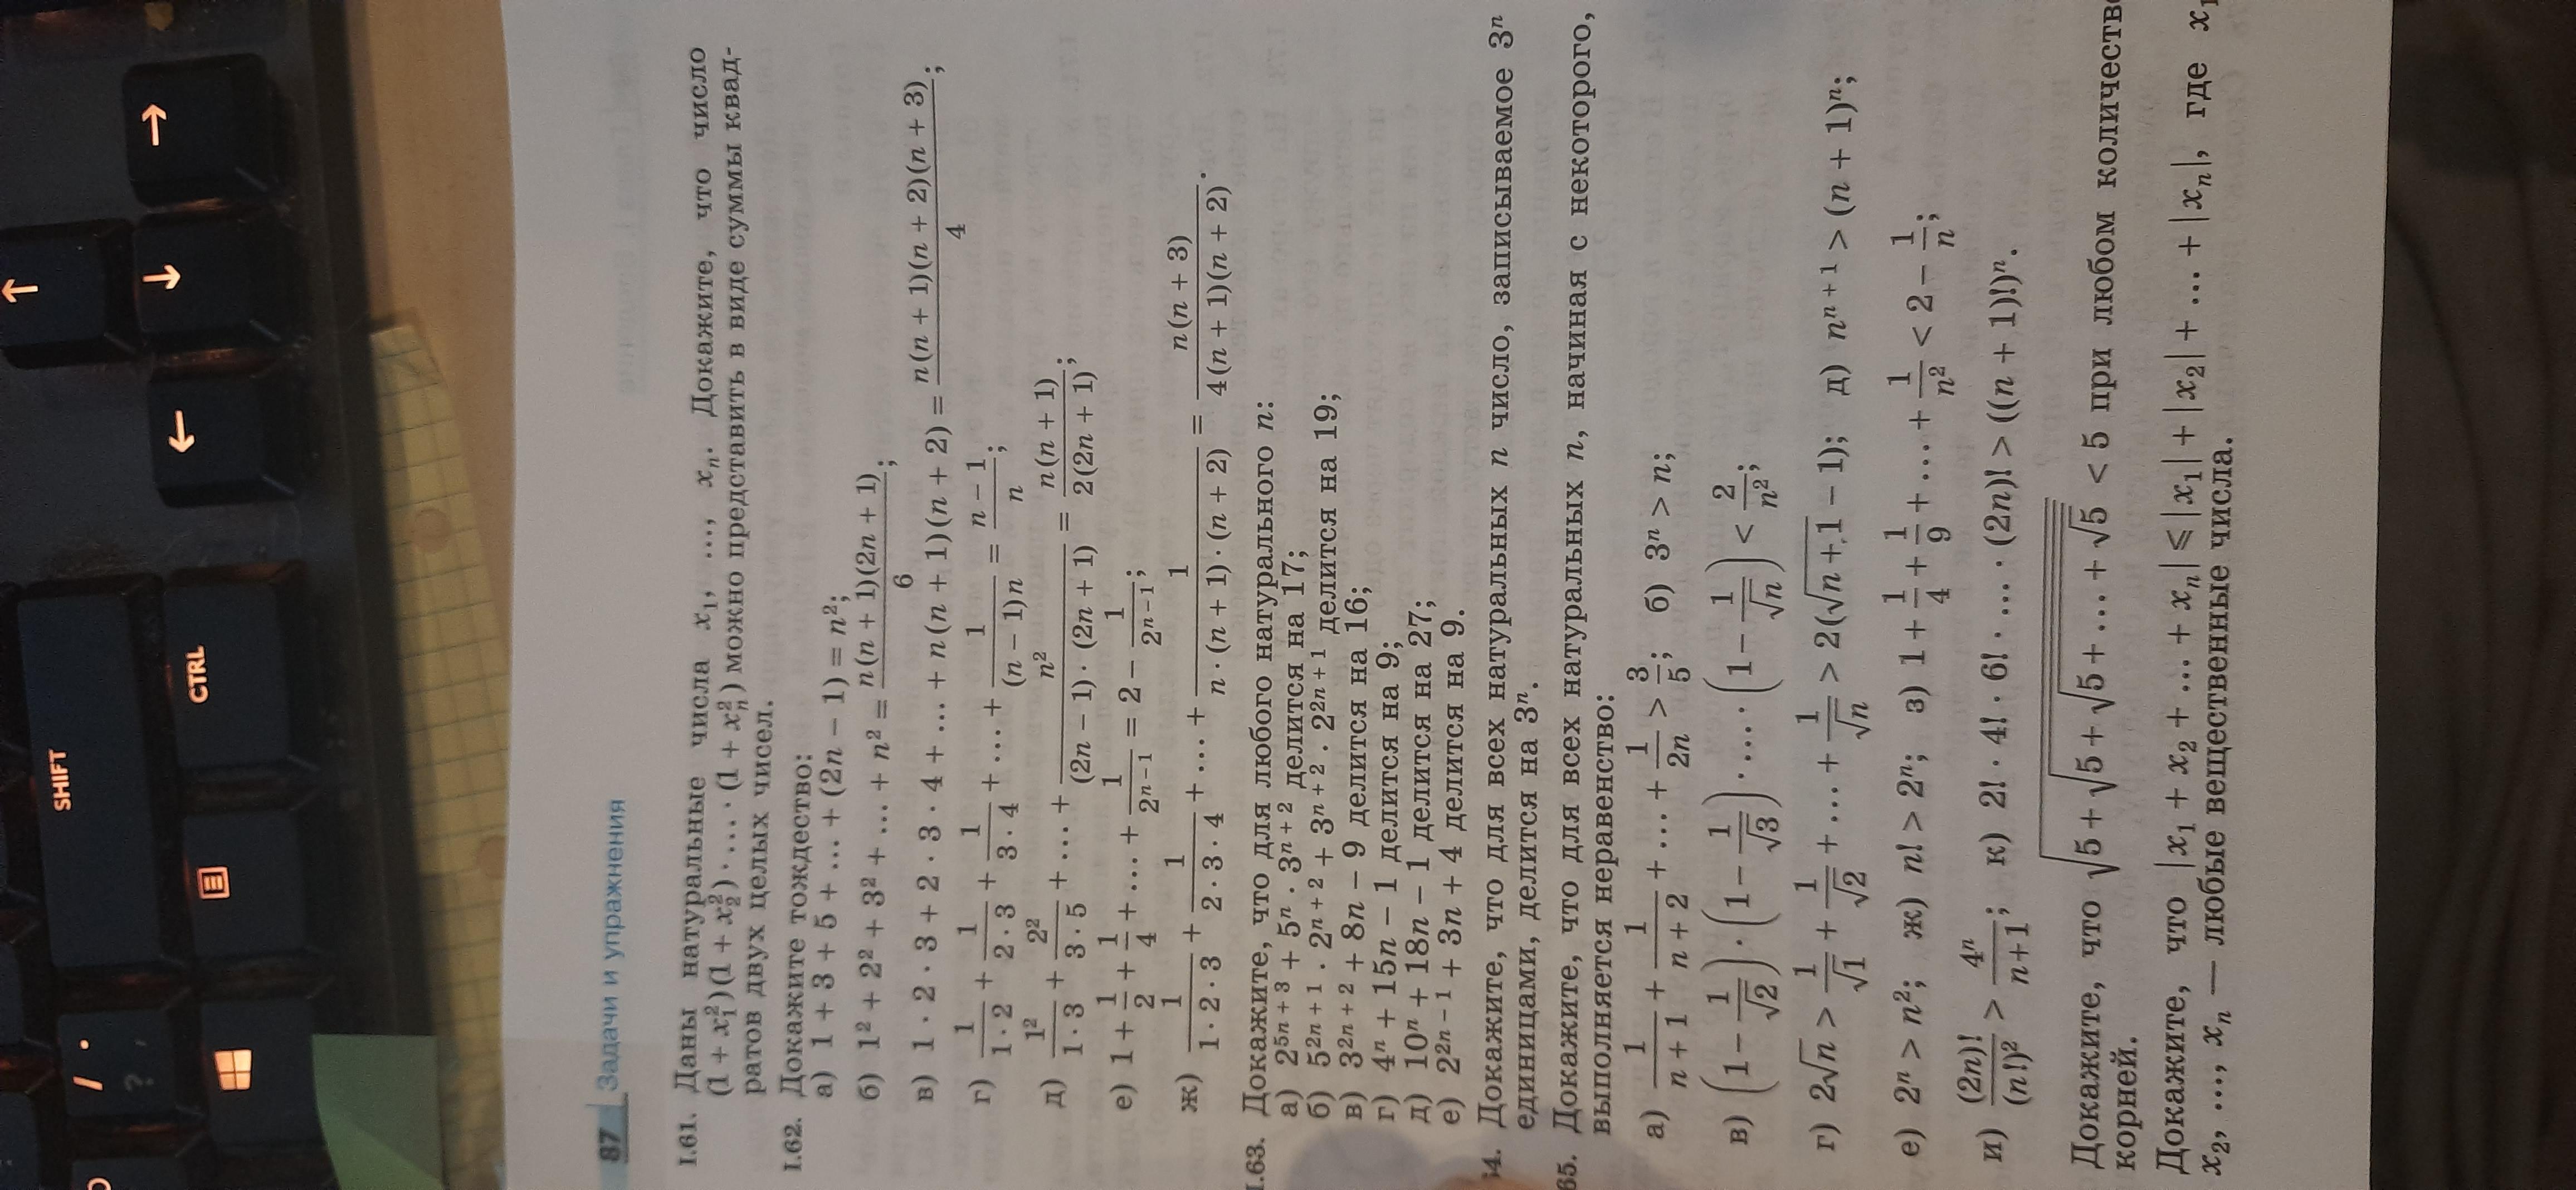 SHIFT
CTRL
87 Задачи и упражнения
I.61. Даны натуральные числа x₁, ..., xₙ. Докажите, что число
(1 + x₁²)(1 + x₂²) · ... · (1 + xₙ²) можно представить в виде суммы квад-
ратов двух целых чисел.
I.62. Докажите тождество:
а) 1 + 3 + 5 + ... + (2n − 1) = n²;
б) 1² + 2² + 3² + ... + n² = n(n + 1)(2n + 1)/6;
в) 1 · 2 · 3 + 2 · 3 · 4 + ... + n(n + 1)(n + 2) = n(n + 1)(n + 2)(n + 3)/4;
г) 1/(1 · 2) + 1/(2 · 3) + 1/(3 · 4) + ... + 1/((n − 1)n) = (n − 1)/n;
д) 1²/(1 · 3) + 2²/(3 · 5) + ... + n²/((2n − 1) · (2n + 1)) = n(n + 1)/(2(2n + 1));
е) 1 + 1/2 + 1/4 + ... + 1/2ⁿ⁻¹ = 2 − 1/2ⁿ⁻¹;
ж) 1/(1 · 2 · 3) + 1/(2 · 3 · 4) + ... + 1/(n · (n + 1) · (n + 2)) = n(n + 3)/(4(n + 1)(n + 2)).
I.63. Докажите, что для любого натурального n:
а) 2⁵ⁿ⁺³ + 5ⁿ · 3ⁿ⁺² делится на 17;
б) 5²ⁿ⁺¹ · 2ⁿ⁺² + 3ⁿ⁺² · 2²ⁿ⁺¹ делится на 19;
в) 3²ⁿ⁺² + 8n − 9 делится на 16;
г) 4ⁿ + 15n − 1 делится на 9;
д) 10ⁿ + 18n − 1 делится на 27;
е) 2²ⁿ⁻¹ + 3n + 4 делится на 9.
64. Докажите, что для всех натуральных n число, записываемое 3ⁿ
единицами, делится на 3ⁿ.
65. Докажите, что для всех натуральных n, начиная с некоторого,
выполняется неравенство:
а) 1/(n + 1) + 1/(n + 2) + ... + 1/(2n) > 3/5; б) 3ⁿ > n;
в) (1 − 1/√2) · (1 − 1/√3) · ... · (1 − 1/√n) < 2/n²;
г) 2√n > 1/√1 + 1/√2 + ... + 1/√n > 2(√(n + 1) − 1); д) nⁿ⁺¹ > (n + 1)ⁿ;
е) 2ⁿ > n²; ж) n! > 2ⁿ; з) 1 + 1/4 + 1/9 + ... + 1/n² < 2 − 1/n;
и) (2n)!/(n!)² > 4ⁿ/(n + 1); к) 2! · 4! · 6! · ... · (2n)! > ((n + 1)!)ⁿ.
Докажите, что √(5 + √(5 + √(5 + ... + √5))) < 5 при любом
корней.
Докажите, что |x₁ + x₂ + ... + xₙ| ⩽ |x₁| + |x₂| + ... + |xₙ|, где x₁
x₂, ..., xₙ — любые вещественные числа.